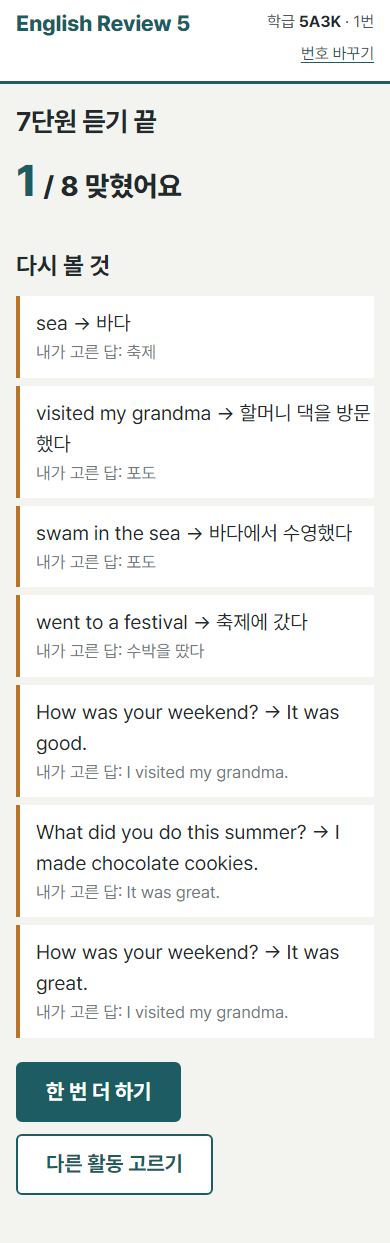 English Review 5
학급 5A3K · 1번
번호 바꾸기
7단원 듣기 끝
1 / 8 맞혔어요
다시 볼 것
sea → 바다
내가 고른 답: 축제
visited my grandma → 할머니 댁을 방문
했다
내가 고른 답: 포도
swam in the sea → 바다에서 수영했다
내가 고른 답: 포도
went to a festival → 축제에 갔다
내가 고른 답: 수박을 땄다
How was your weekend? → It was
good.
내가 고른 답: I visited my grandma.
What did you do this summer? → I
made chocolate cookies.
내가 고른 답: It was great.
How was your weekend? → It was
great.
내가 고른 답: I visited my grandma.
한 번 더 하기
다른 활동 고르기